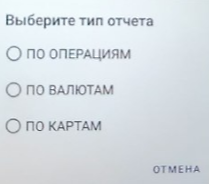 Выберите тип отчета
ПО ОПЕРАЦИЯМ
ПО ВАЛЮТАМ
ПО КАРТАМ
ОТМЕНА